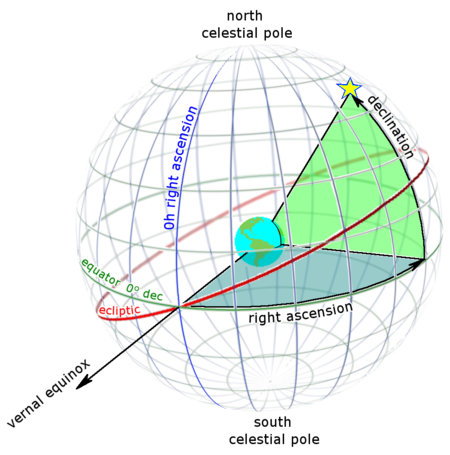 north
celestial pole
declination
0h right ascension
equator 0° dec
ecliptic
right ascension
vernal equinox
south
celestial pole